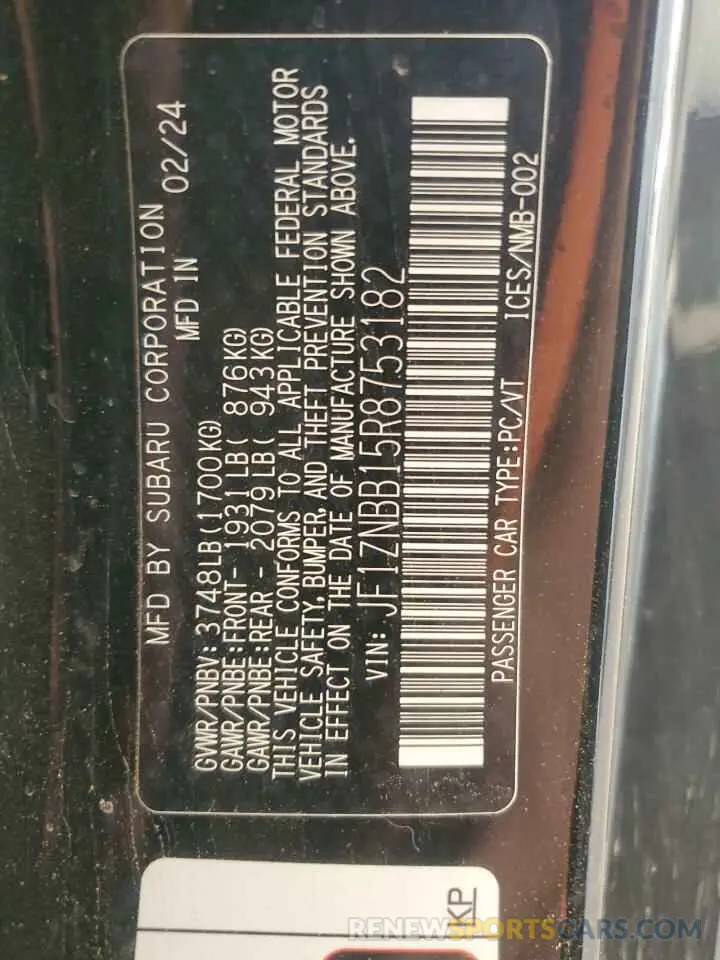 MFD BY SUBARU CORPORATION
MFD IN 02/24
GVWR/PNBV: 3748LB(1700KG)
GAWR/PNBE:FRONT- 1931LB( 876KG)
GAWR/PNBE:REAR - 2079LB( 943KG)
THIS VEHICLE CONFORMS TO ALL APPLICABLE FEDERAL MOTOR
VEHICLE SAFETY, BUMPER, AND THEFT PREVENTION STANDARDS
IN EFFECT ON THE DATE OF MANUFACTURE SHOWN ABOVE.
VIN: JF1ZNBB15R8753182
PASSENGER CAR TYPE:PC/VT ICES/NMB-002
KP
RENEWSPORTSCARS.COM